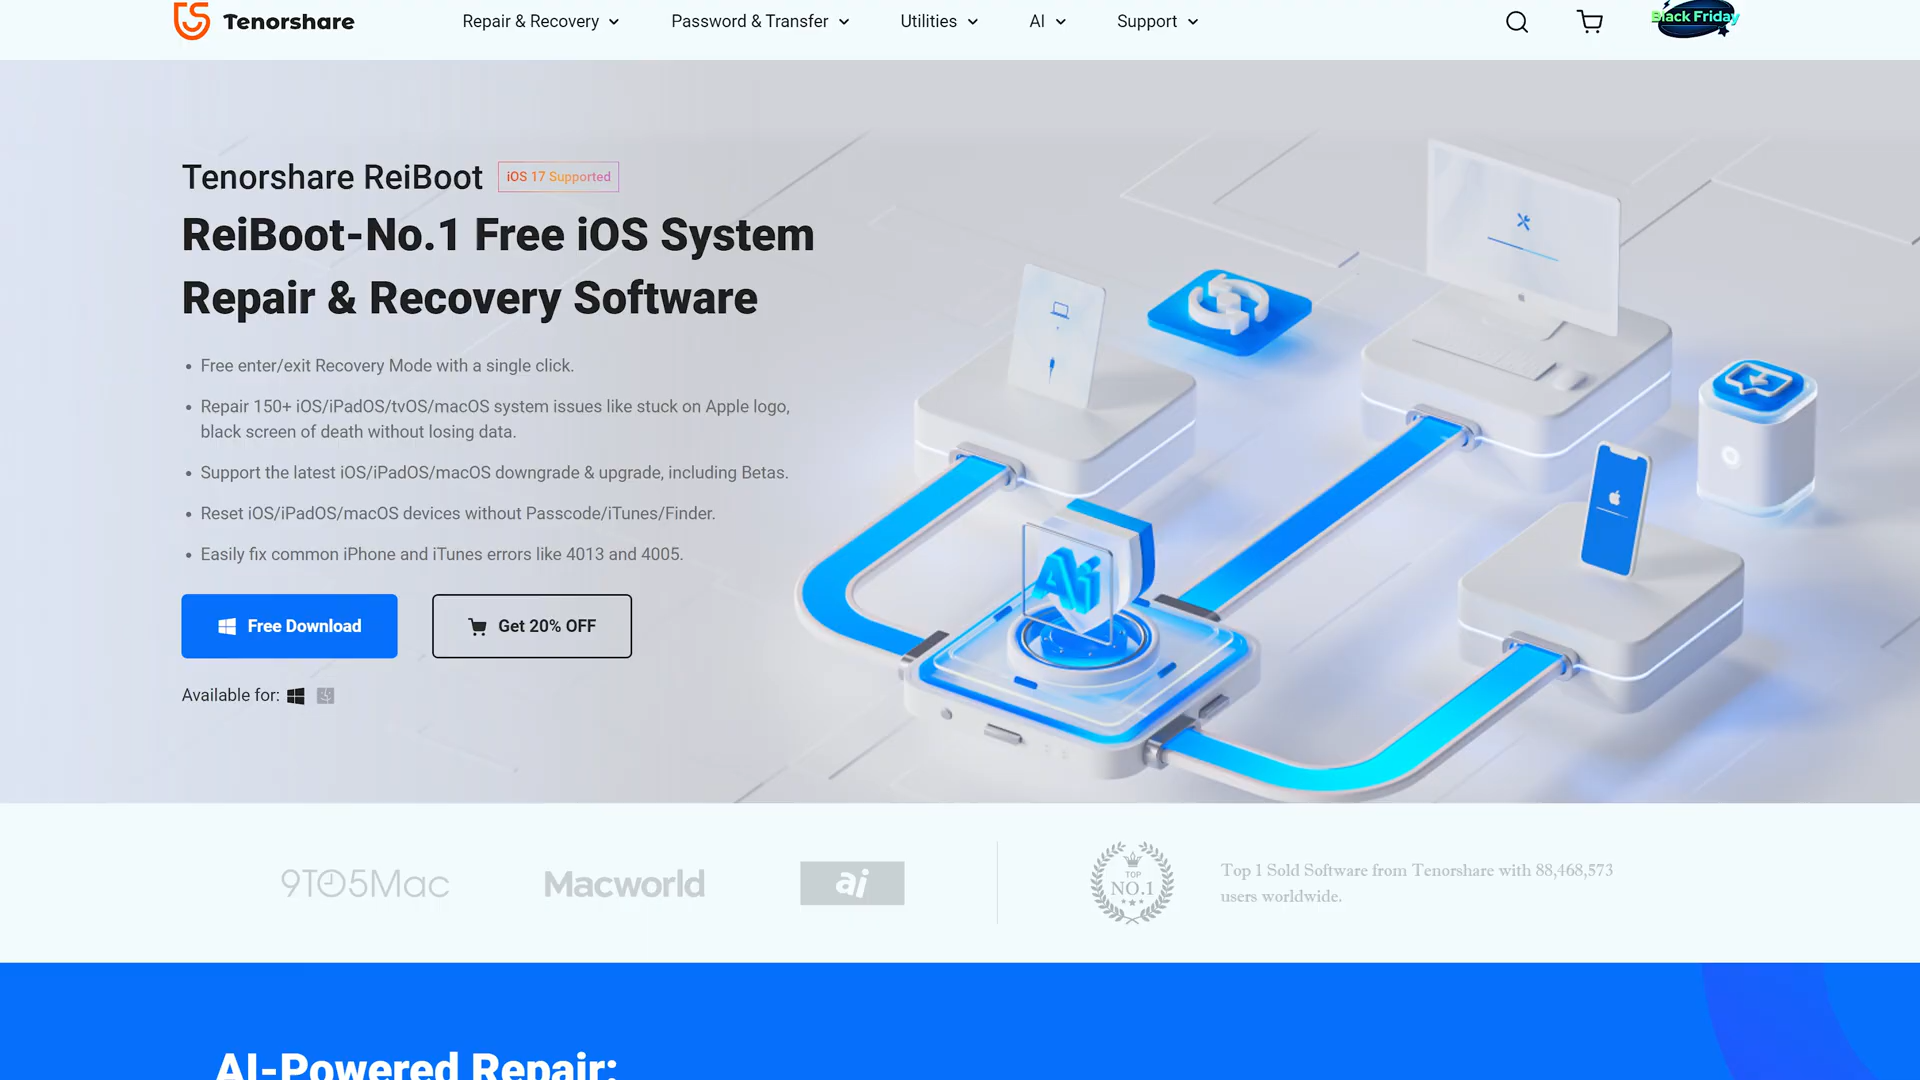 Tenorshare
Repair & Recovery
Password & Transfer
Utilities
AI
Support
Black Friday
Tenorshare ReiBoot
iOS 17 Supported
ReiBoot-No.1 Free iOS System
Repair & Recovery Software
• Free enter/exit Recovery Mode with a single click.
• Repair 150+ iOS/iPadOS/tvOS/macOS system issues like stuck on Apple logo,
black screen of death without losing data.
• Support the latest iOS/iPadOS/macOS downgrade & upgrade, including Betas.
• Reset iOS/iPadOS/macOS devices without Passcode/iTunes/Finder.
• Easily fix common iPhone and iTunes errors like 4013 and 4005.
Free Download
Get 20% OFF
Available for:
Ai
9TO5Mac
Macworld
ai
TOP
NO.1
Top 1 Sold Software from Tenorshare with 88,468,573
users worldwide.
AI-Powered Repair: